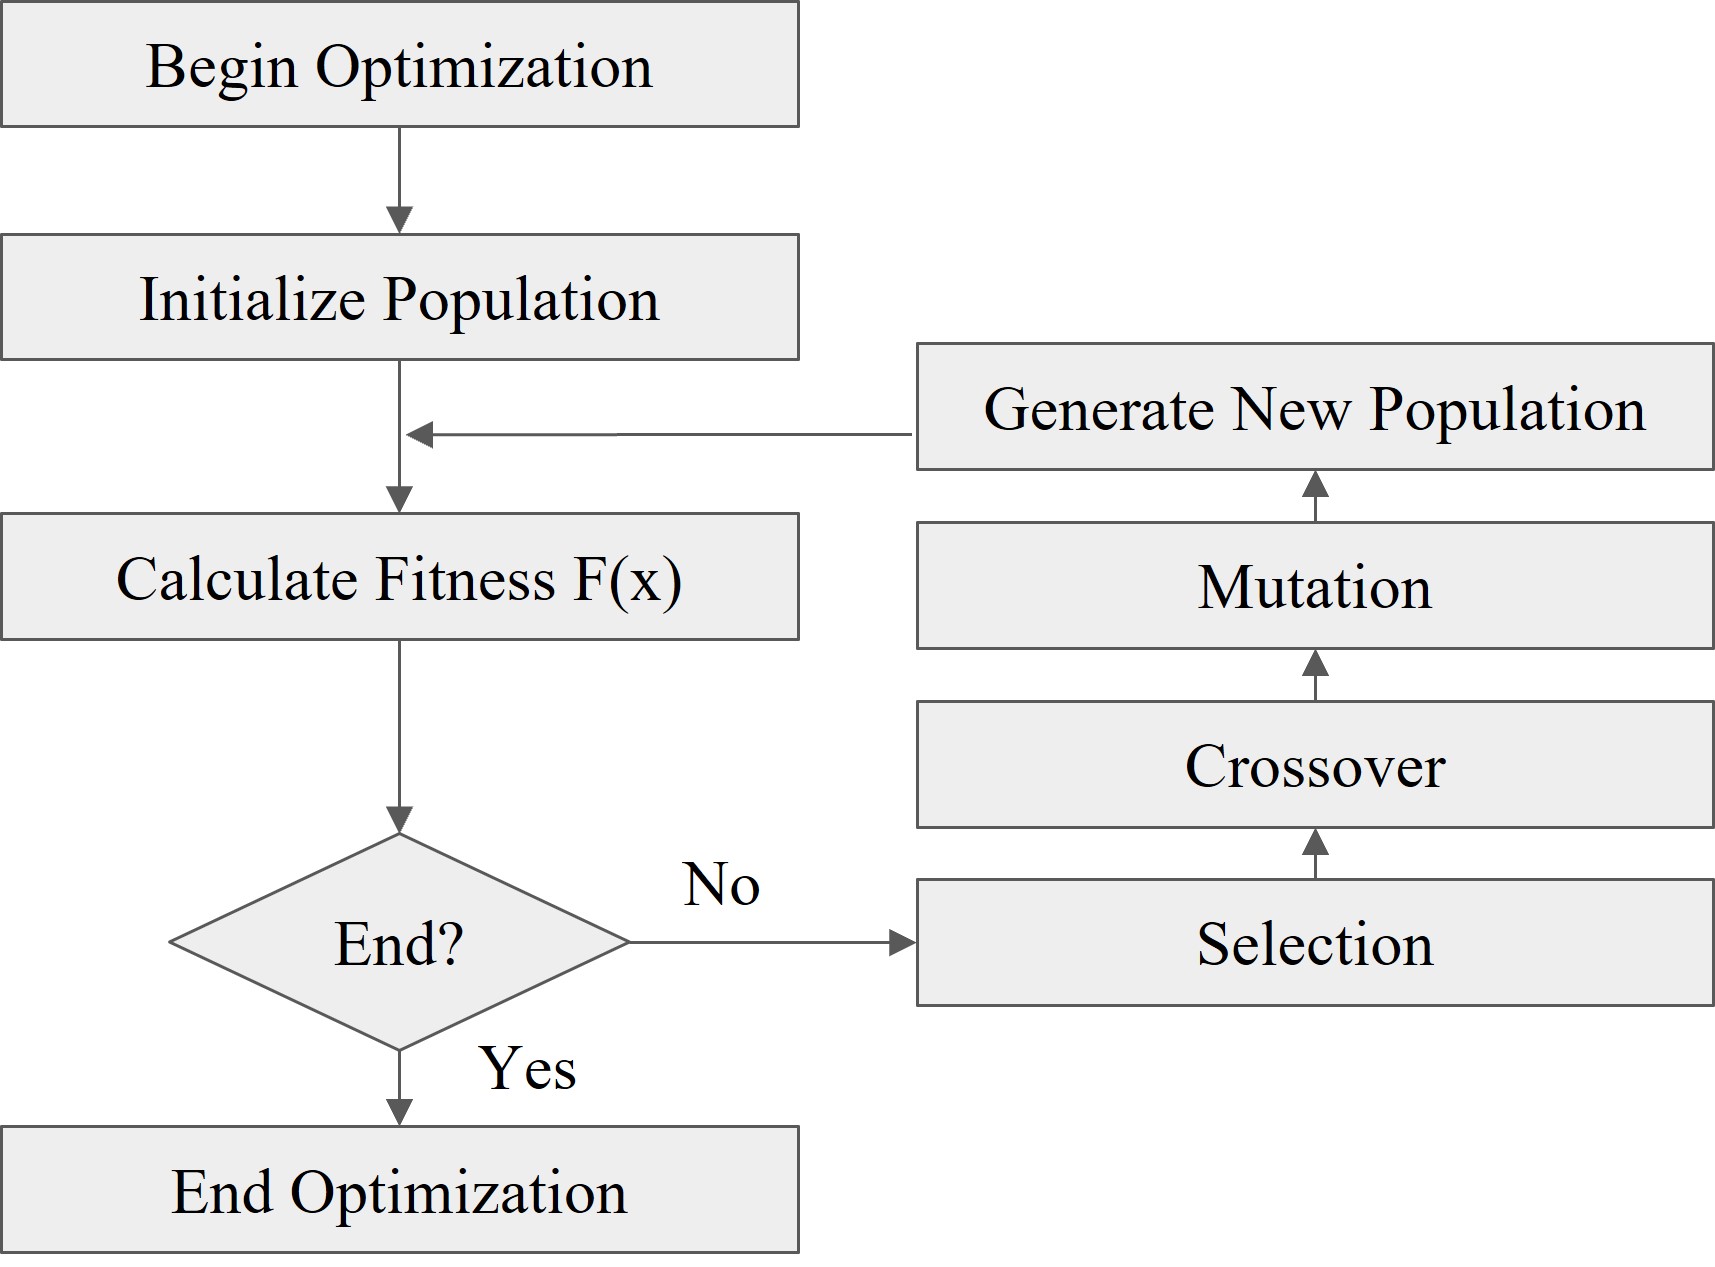 Begin Optimization
Initialize Population
Calculate Fitness F(x)
End?
Yes
End Optimization
No
Selection
Crossover
Mutation
Generate New Population